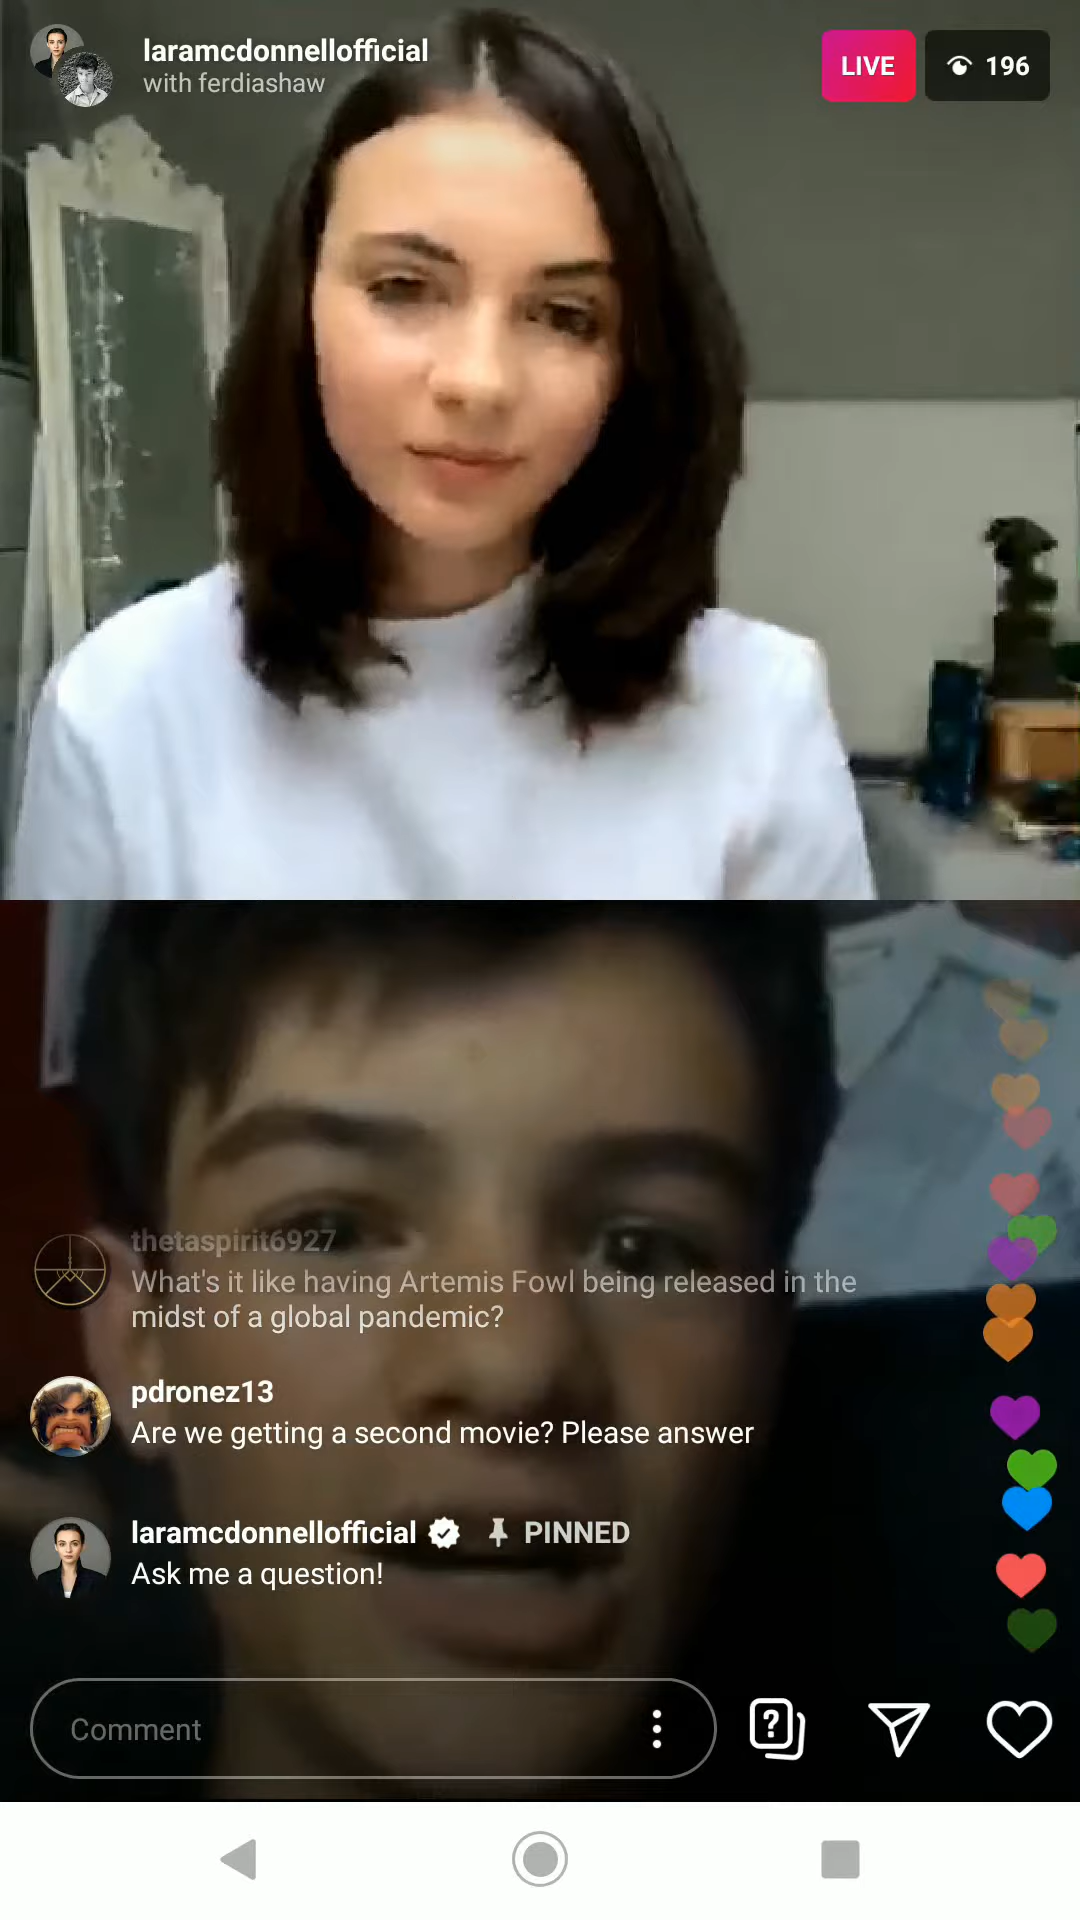 laramcdonnellofficial
with ferdiashaw
LIVE
196
thetaspirit6927
What's it like having Artemis Fowl being released in the
midst of a global pandemic?
pdronez13
Are we getting a second movie? Please answer
laramcdonnellofficial PINNED
Ask me a question!
Comment
?